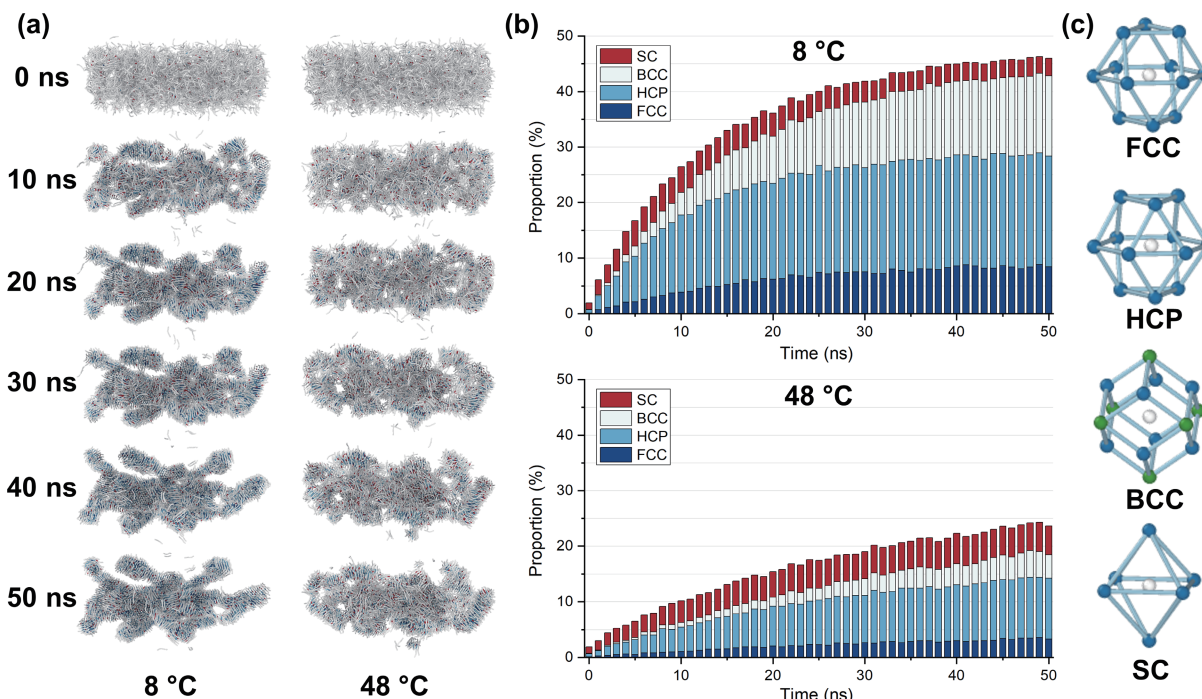 (a)
0 ns
10 ns
20 ns
30 ns
40 ns
50 ns
8 °C
48 °C
(b)
8 °C
SC
BCC
HCP
FCC
Proportion (%)
50
40
30
20
10
0
0 10 20 30 40 50
Time (ns)
48 °C
SC
BCC
HCP
FCC
Proportion (%)
50
40
30
20
10
0
0 10 20 30 40 50
Time (ns)
(c)
FCC
HCP
BCC
SC